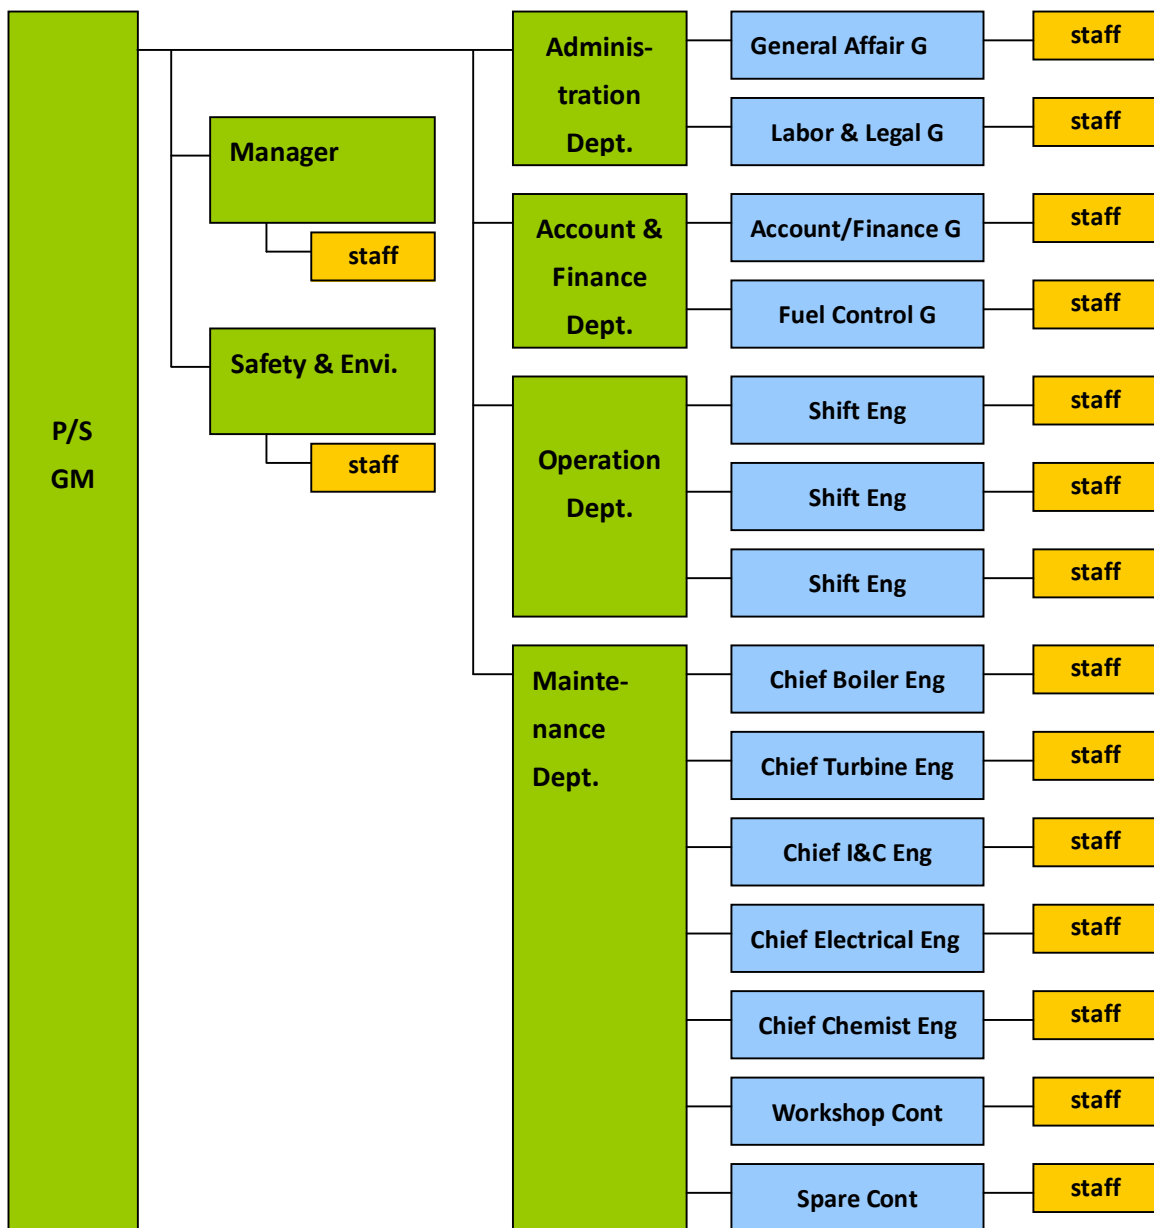 P/S
GM
Manager
staff
Safety & Envi.
staff
Adminis-
tration
Dept.
General Affair G
staff
Labor & Legal G
staff
Account &
Finance
Dept.
Account/Finance G
staff
Fuel Control G
staff
Operation
Dept.
Shift Eng
staff
Shift Eng
staff
Shift Eng
staff
Mainte-
nance
Dept.
Chief Boiler Eng
staff
Chief Turbine Eng
staff
Chief I&C Eng
staff
Chief Electrical Eng
staff
Chief Chemist Eng
staff
Workshop Cont
staff
Spare Cont
staff